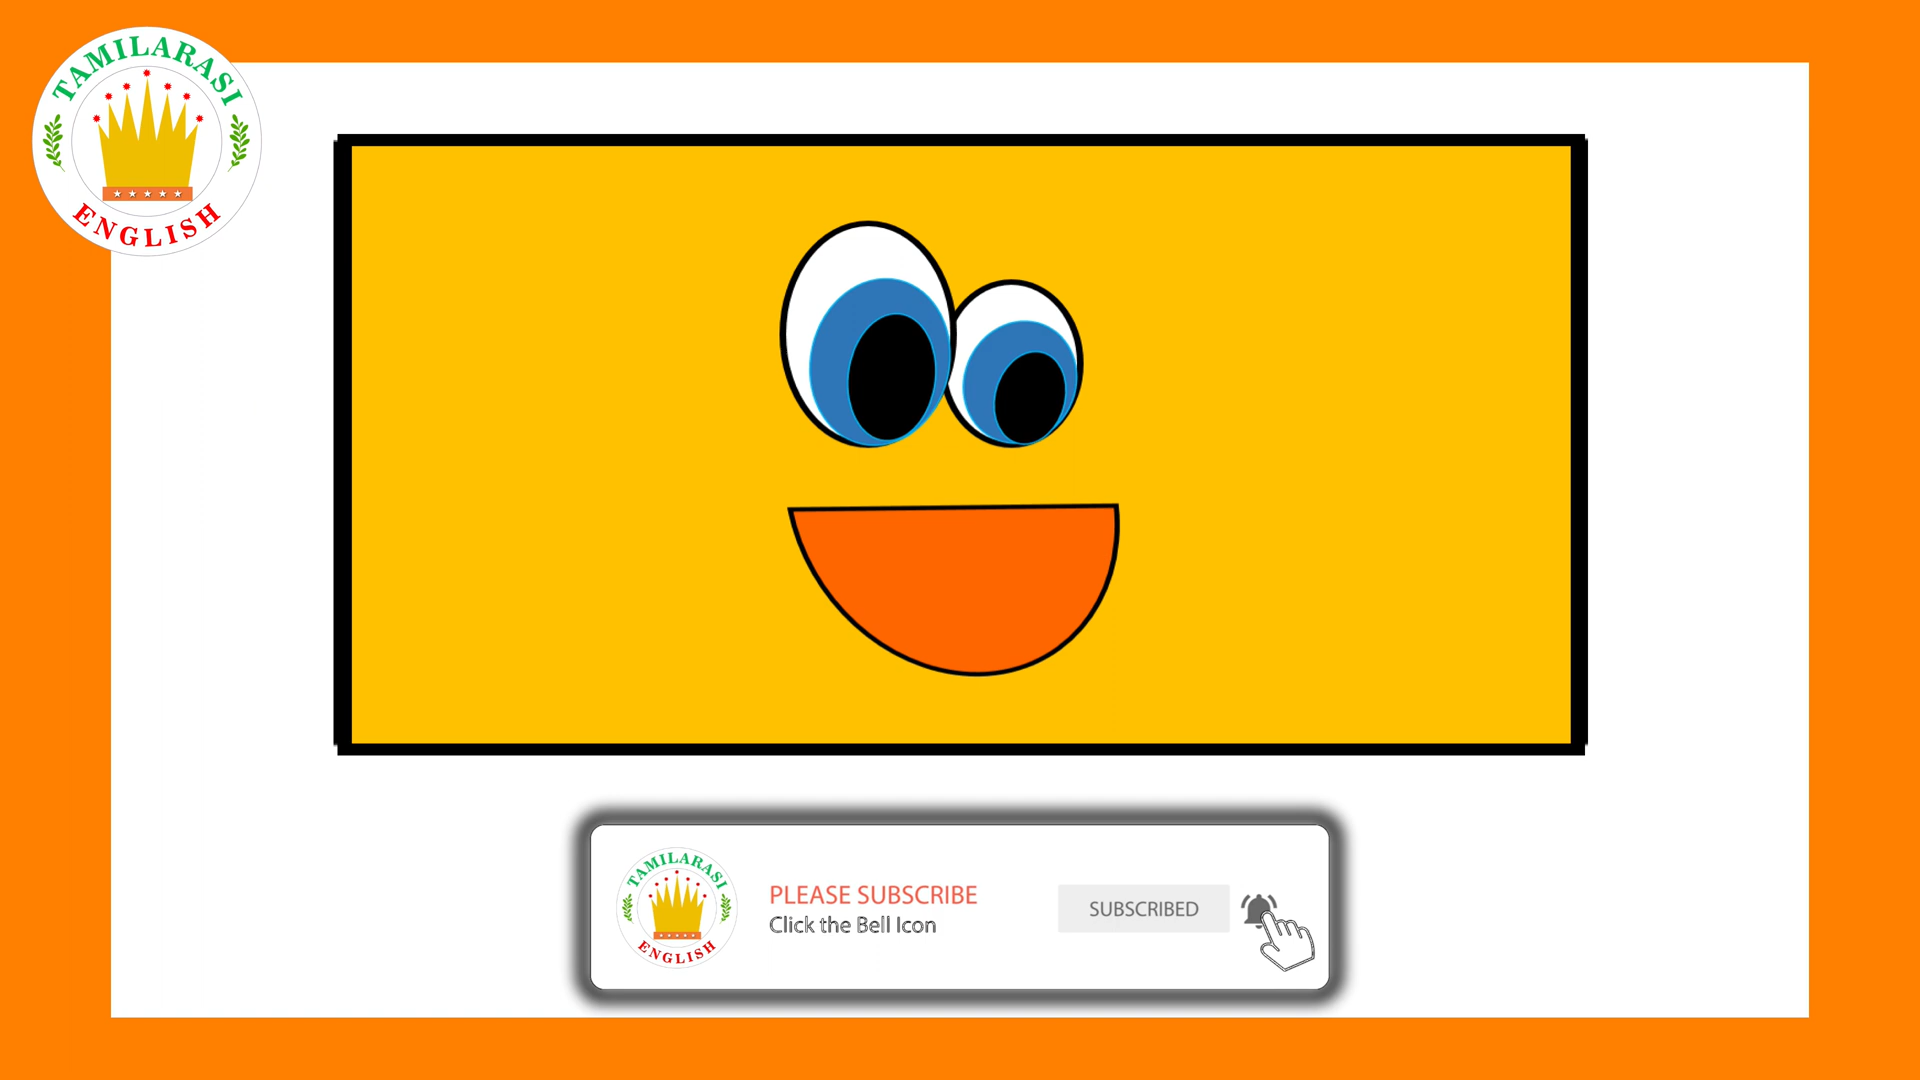 TAMILARASI
ENGLISH
TAMILARASI
ENGLISH
PLEASE SUBSCRIBE
Click the Bell Icon
SUBSCRIBED